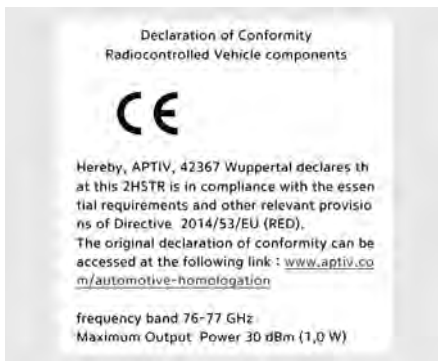 Declaration of Conformity
Radiocontrolled Vehicle components
CE
Hereby, APTIV, 42367 Wuppertal declares th
at this 2HSTR is in compliance with the essen
tial requirements and other relevant provisio
ns of Directive 2014/53/EU (RED).
The original declaration of conformity can be
accessed at the following link : www.aptiv.co
m/automotive-homologation
frequency band 76-77 GHz
Maximum Output Power 30 dBm (1,0 W)